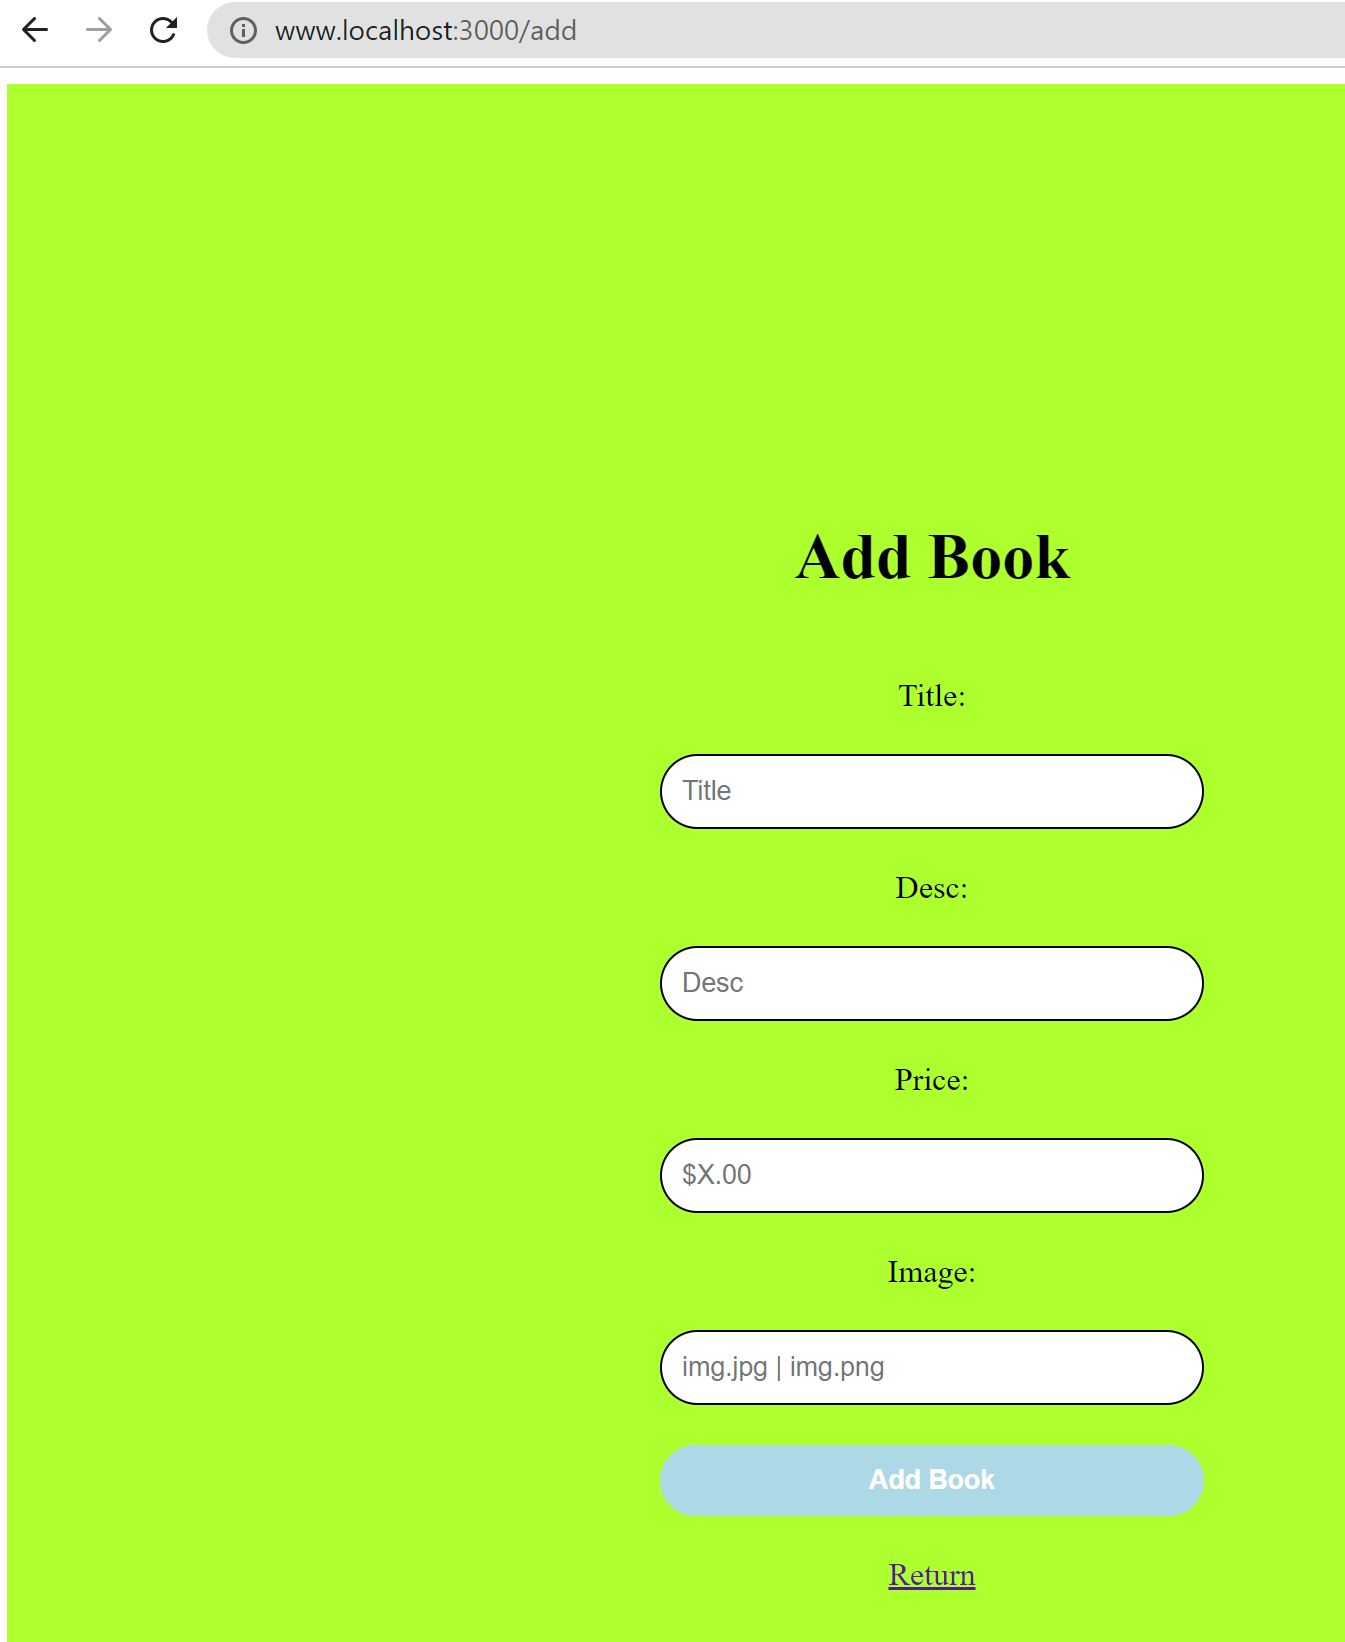 www.localhost:3000/add
Add Book
Title:
Title
Desc:
Desc
Price:
$X.00
Image:
img.jpg | img.png
Add Book
Return